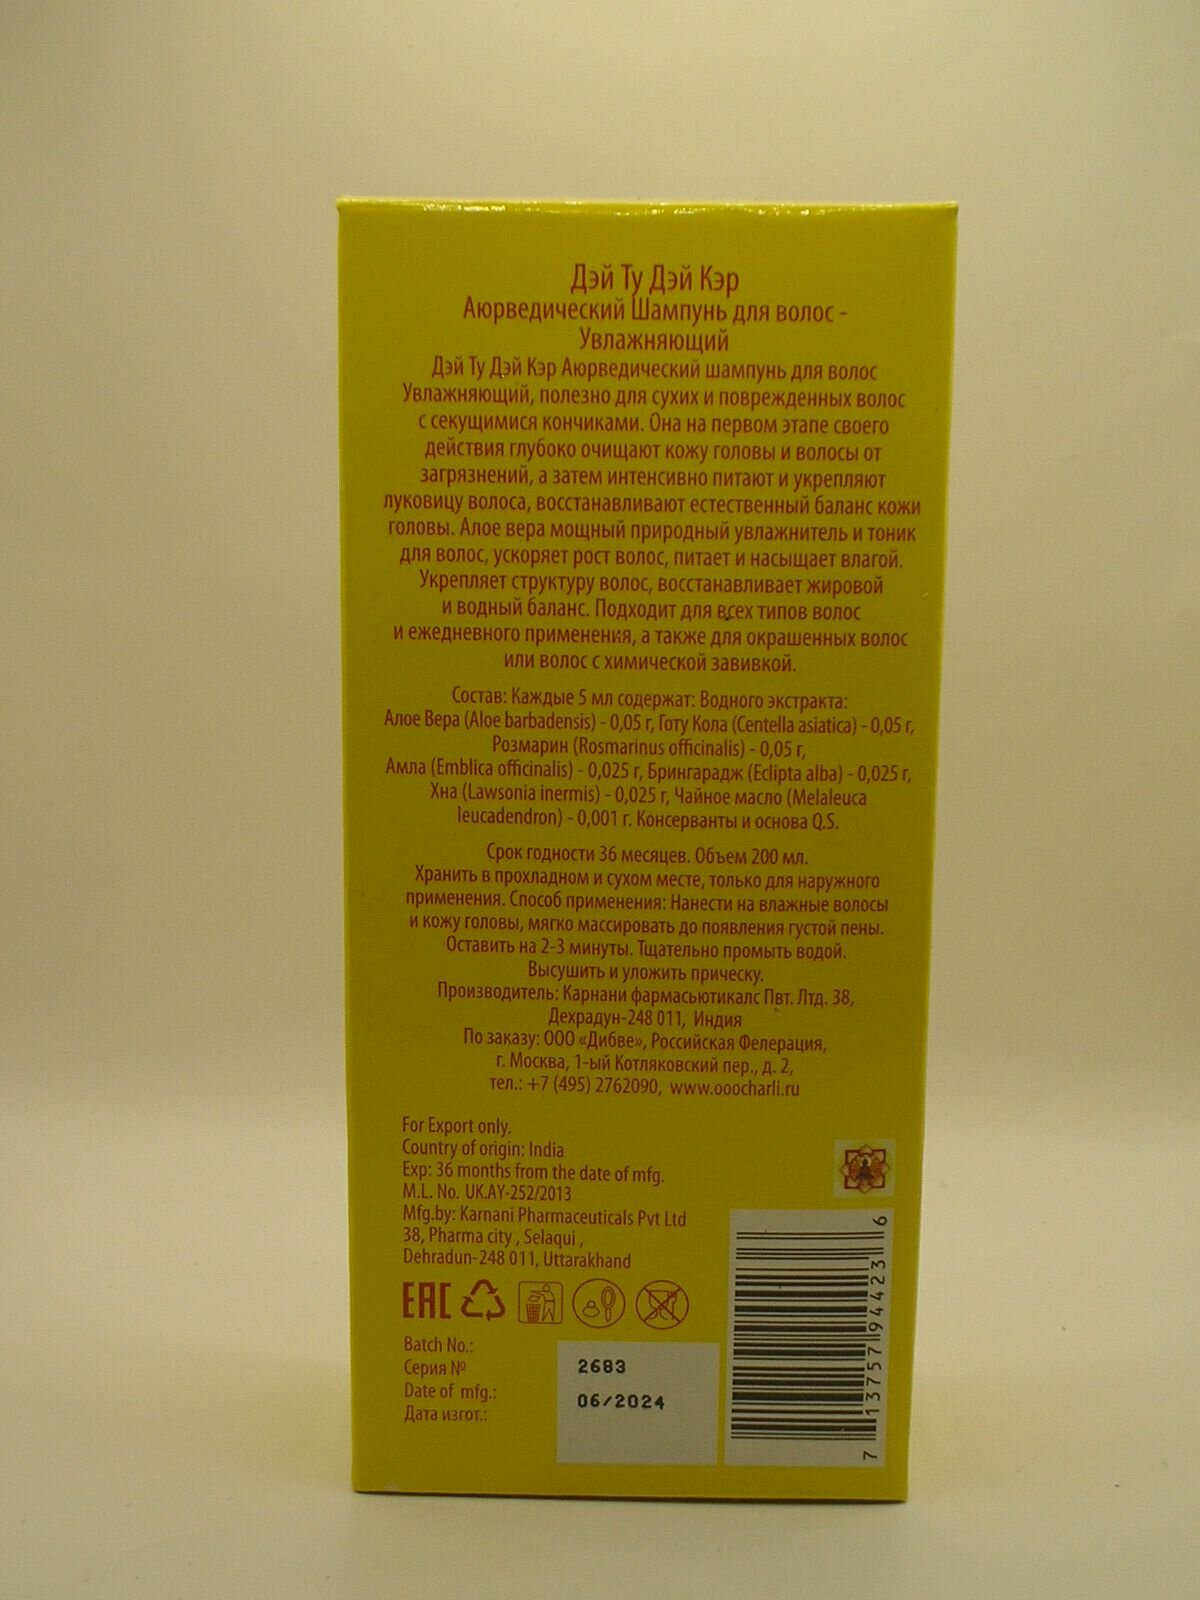 Дэй Ту Дэй Кэр
Аюрведический Шампунь для волос -
Увлажняющий
Дэй Ту Дэй Кэр Аюрведический шампунь для волос
Увлажняющий, полезно для сухих и поврежденных волос
с секущимися кончиками. Она на первом этапе своего
действия глубоко очищают кожу головы и волосы от
загрязнений, а затем интенсивно питают и укрепляют
луковицу волоса, восстанавливают естественный баланс кожи
головы. Алое вера мощный природный увлажнитель и тоник
для волос, ускоряет рост волос, питает и насыщает влагой.
Укрепляет структуру волос, восстанавливает жировой
и водный баланс. Подходит для всех типов волос
и ежедневного применения, а также для окрашенных волос
или волос с химической завивкой.
Состав: Каждые 5 мл содержат: Водного экстракта:
Алое Вера (Aloe barbadensis) - 0,05 г, Готу Кола (Centella asiatica) - 0,05 г,
Розмарин (Rosmarinus officinalis) - 0,05 г,
Амла (Emblica officinalis) - 0,025 г, Брингарадж (Eclipta alba) - 0,025 г,
Хна (Lawsonia inermis) - 0,025 г, Чайное масло (Melaleuca
leucadendron) - 0,001 г. Консерванты и основа Q.S.
Срок годности 36 месяцев. Объем 200 мл.
Хранить в прохладном и сухом месте, только для наружного
применения. Способ применения: Нанести на влажные волосы
и кожу головы, мягко массировать до появления густой пены.
Оставить на 2-3 минуты. Тщательно промыть водой.
Высушить и уложить прическу.
Производитель: Карнани фармасьютикалс Пвт. Лтд. 38,
Дехрадун-248 011, Индия
По заказу: ООО «Дибве», Российская Фелерация,
г. Москва, 1-ый Котляковский пер., д. 2,
тел.: +7 (495) 2762090, www.ooocharli.ru
For Export only.
Country of origin: India
Exp: 36 months from the date of mfg.
M.L. No. UK.AY-252/2013
Mfg.by: Karnani Pharmaceuticals Pvt Ltd
38, Pharma city , Selaqui ,
Dehradun-248 011, Uttarakhand
EAC
Batch No.:
Серия №
2683
Date of mfg.:
06/2024
Дата изгот.:
7 13757 94423 6